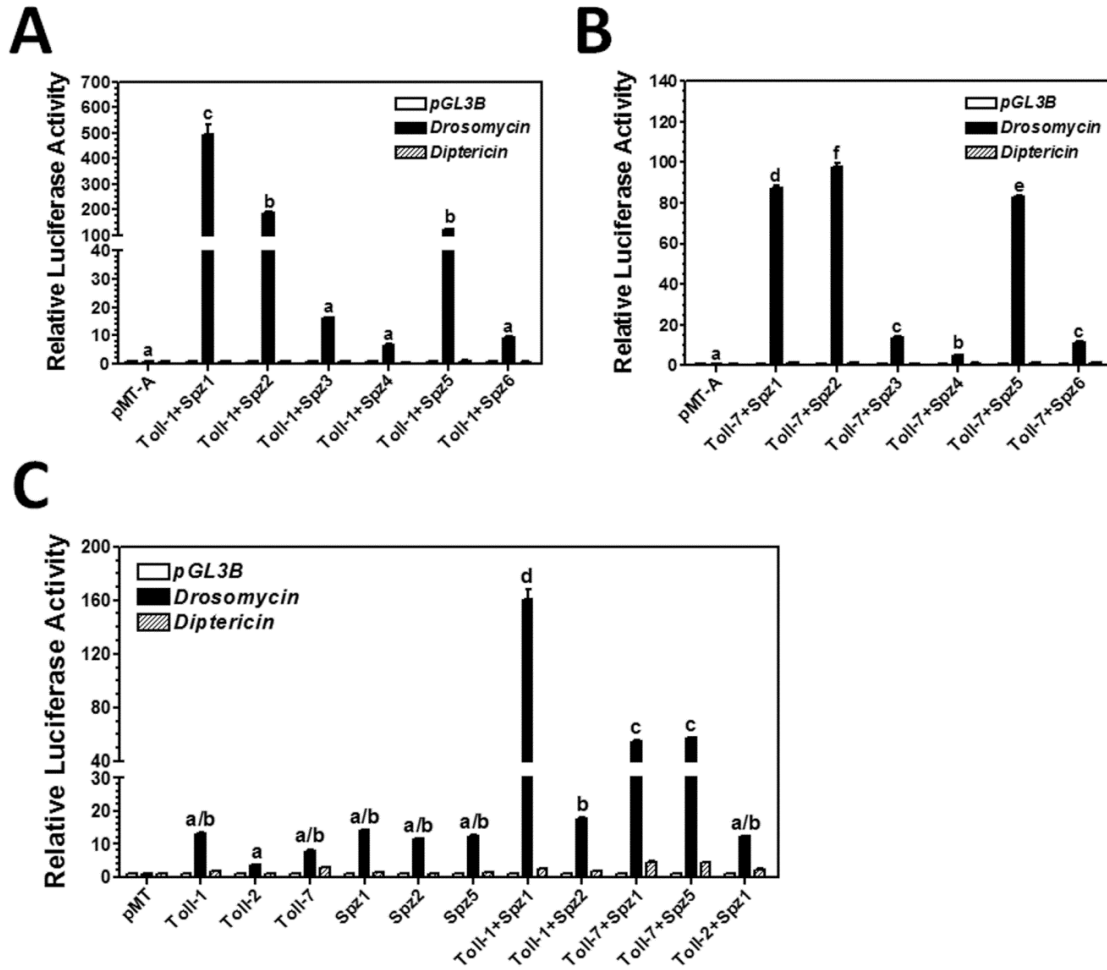 A
Relative Luciferase Activity
700
600
500
400
300
200
100
40
30
20
10
0
pGL3B
Drosomycin
Diptericin
a
c
b
a
a
b
a
pMT-A
Toll-1+Spz1
Toll-1+Spz2
Toll-1+Spz3
Toll-1+Spz4
Toll-1+Spz5
Toll-1+Spz6
B
Relative Luciferase Activity
140
120
100
80
60
40
20
0
pGL3B
Drosomycin
Diptericin
a
d
f
c
b
e
c
pMT-A
Toll-7+Spz1
Toll-7+Spz2
Toll-7+Spz3
Toll-7+Spz4
Toll-7+Spz5
Toll-7+Spz6
C
Relative Luciferase Activity
200
160
120
80
40
30
20
10
0
pGL3B
Drosomycin
Diptericin
a/b
a
a/b
a/b
a/b
a/b
d
b
c
c
a/b
pMT
Toll-1
Toll-2
Toll-7
Spz1
Spz2
Spz5
Toll-1+Spz1
Toll-1+Spz2
Toll-7+Spz1
Toll-7+Spz5
Toll-2+Spz1